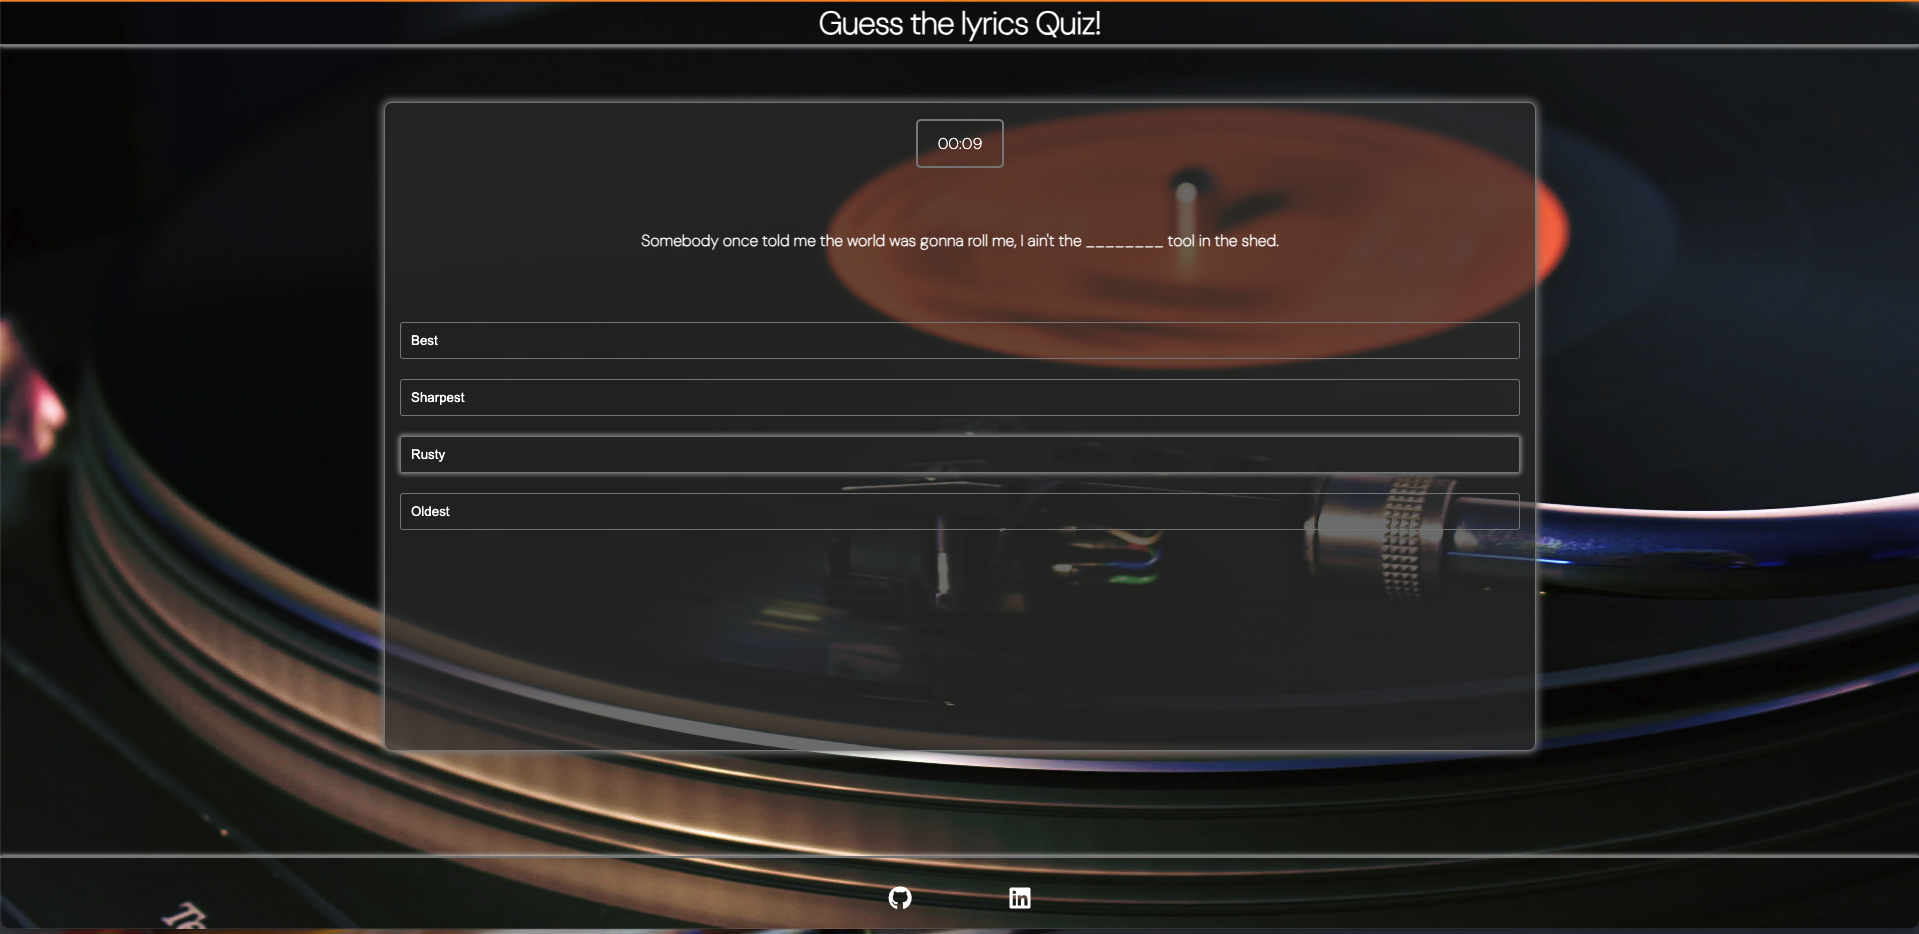 Guess the lyrics Quiz!
00:09
Somebody once told me the world was gonna roll me, I ain't the ________ tool in the shed.
Best
Sharpest
Rusty
Oldest
in